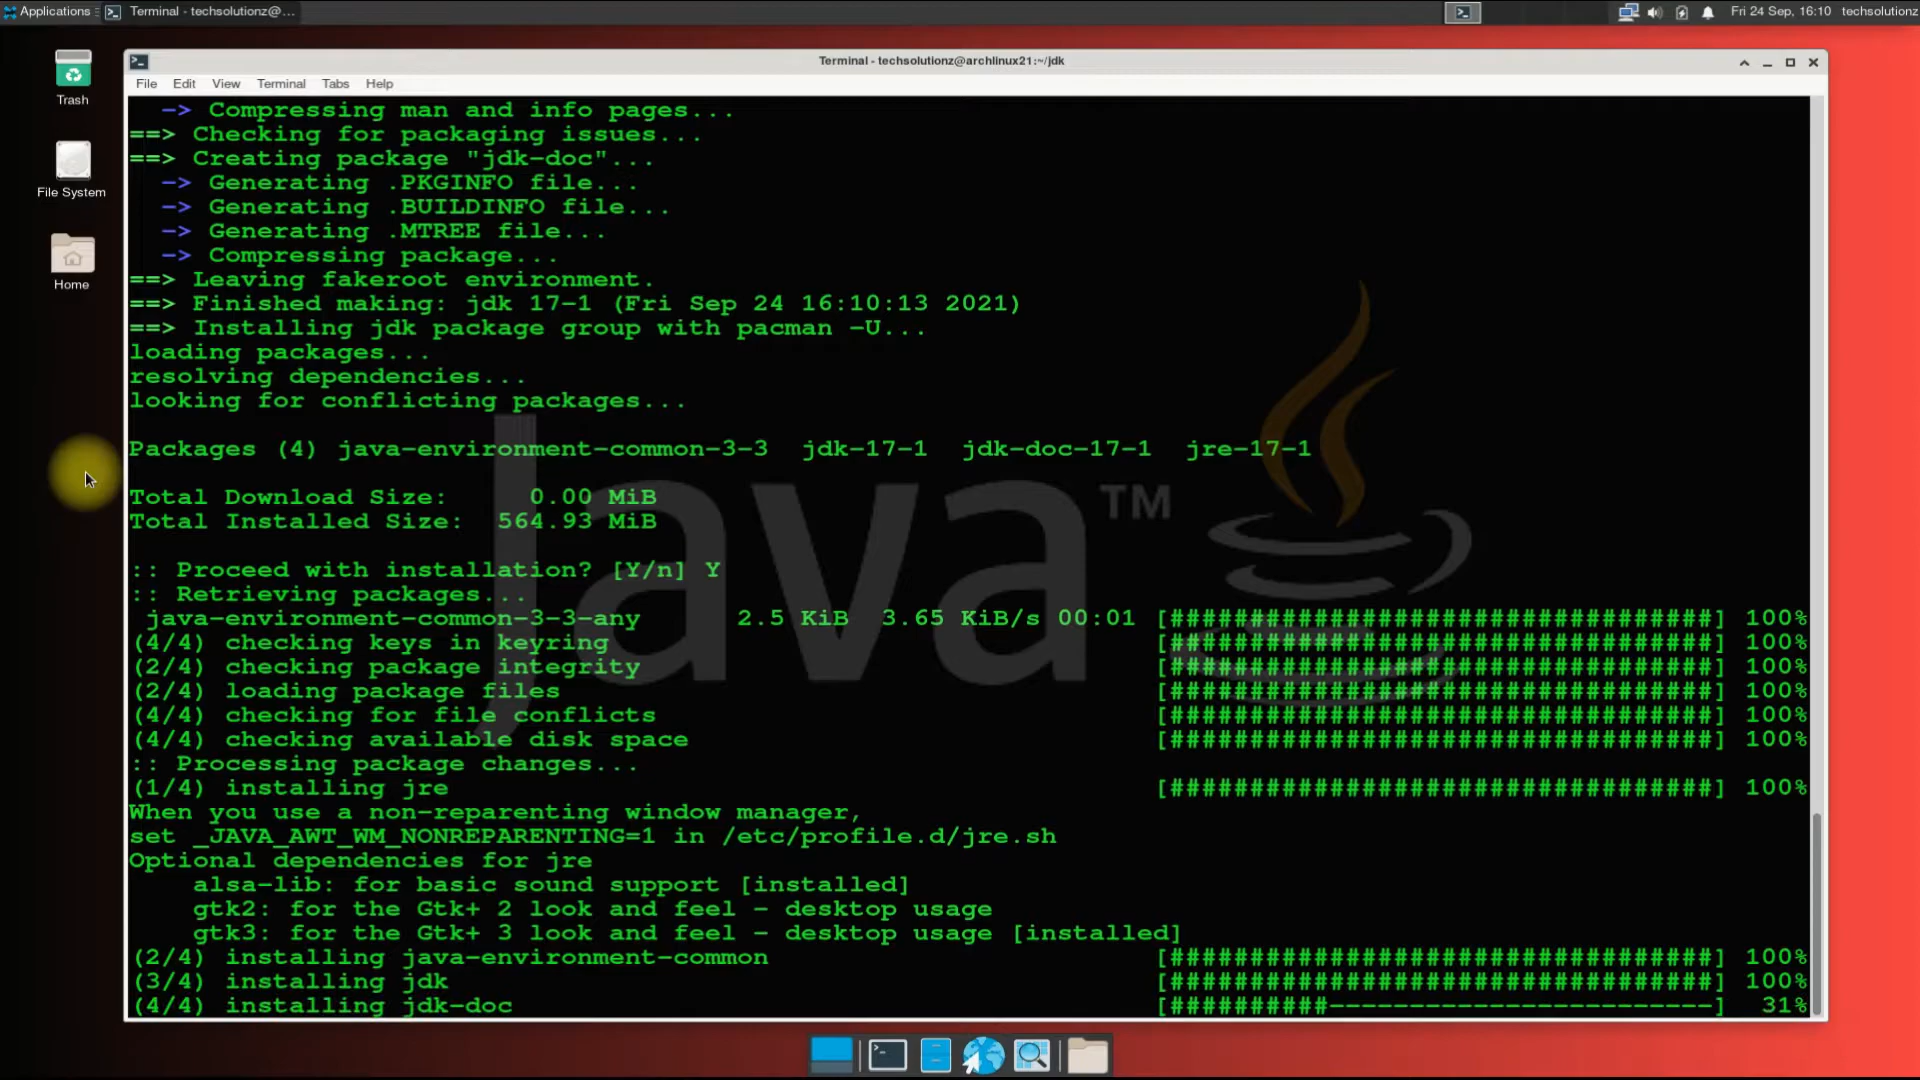 Applications
Terminal - techsolutionz@...
Fri 24 Sep, 16:10
techsolutionz
Trash
File System
Home
Terminal - techsolutionz@archlinux21:~/jdk
File Edit View Terminal Tabs Help
-> Compressing man and info pages...
==> Checking for packaging issues...
==> Creating package "jdk-doc"...
-> Generating .PKGINFO file...
-> Generating .BUILDINFO file...
-> Generating .MTREE file...
-> Compressing package...
==> Leaving fakeroot environment.
==> Finished making: jdk 17-1 (Fri Sep 24 16:10:13 2021)
==> Installing jdk package group with pacman -U...
loading packages...
resolving dependencies...
looking for conflicting packages...
Packages (4) java-environment-common-3-3 jdk-17-1 jdk-doc-17-1 jre-17-1
Total Download Size: 0.00 MiB
Total Installed Size: 564.93 MiB
:: Proceed with installation? [Y/n] Y
:: Retrieving packages...
java-environment-common-3-3-any 2.5 KiB 3.65 KiB/s 00:01 [##################################] 100%
(4/4) checking keys in keyring [##################################] 100%
(2/4) checking package integrity [##################################] 100%
(2/4) loading package files [##################################] 100%
(4/4) checking for file conflicts [##################################] 100%
(4/4) checking available disk space [##################################] 100%
:: Processing package changes...
(1/4) installing jre [##################################] 100%
When you use a non-reparenting window manager,
set _JAVA_AWT_WM_NONREPARENTING=1 in /etc/profile.d/jre.sh
Optional dependencies for jre
alsa-lib: for basic sound support [installed]
gtk2: for the Gtk+ 2 look and feel - desktop usage
gtk3: for the Gtk+ 3 look and feel - desktop usage [installed]
(2/4) installing java-environment-common [##################################] 100%
(3/4) installing jdk [##################################] 100%
(4/4) installing jdk-doc [##########------------------------] 31%
Java™